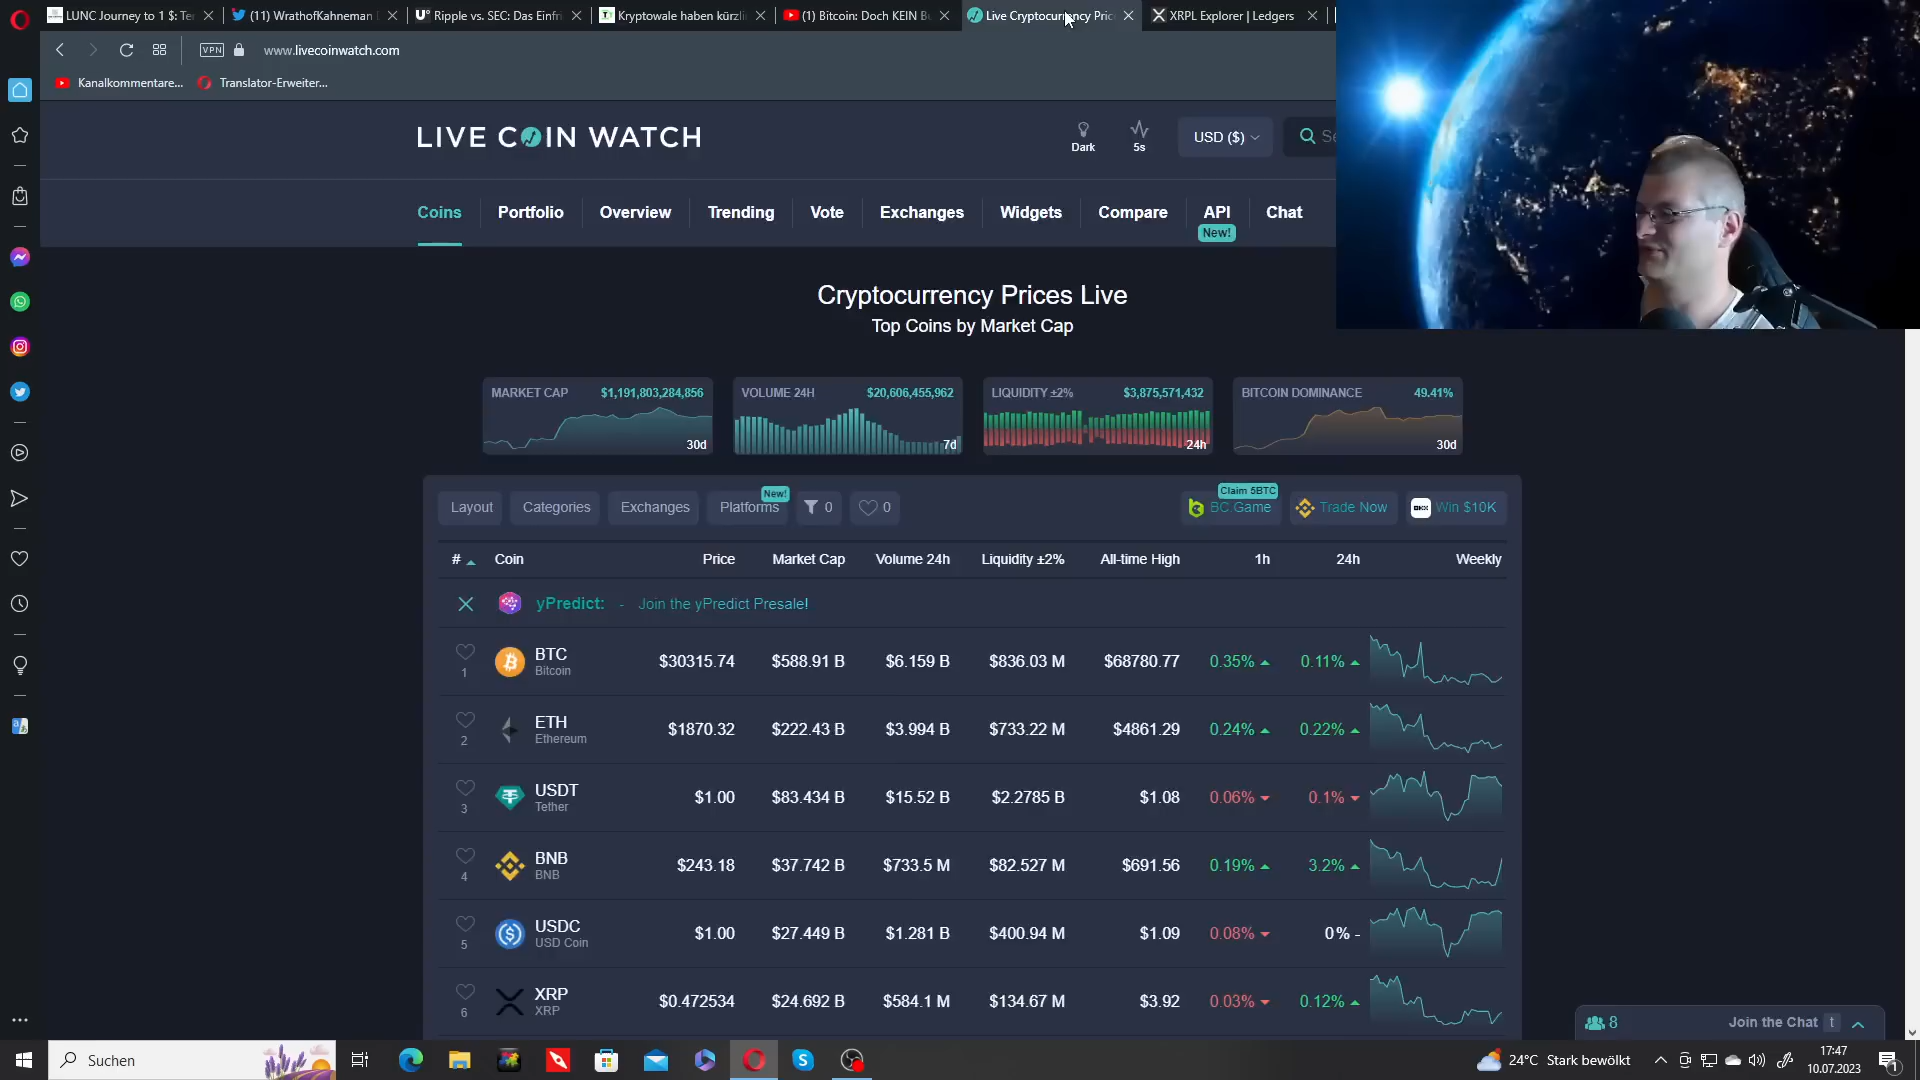 LUNC Journey to 1 $: Te
(11) WrathofKahneman
Ripple vs. SEC: Das Einfri
Kryptowale haben kürzli
(1) Bitcoin: Doch KEIN B
Live Cryptocurrency Pric
XRPL Explorer | Ledgers
VPN
www.livecoinwatch.com
Kanalkommentare...
Translator-Erweiter...
LIVE COIN WATCH
Dark
5s
USD ($)
Se
Coins
Portfolio
Overview
Trending
Vote
Exchanges
Widgets
Compare
API
New!
Chat
Cryptocurrency Prices Live
Top Coins by Market Cap
MARKET CAP $1,191,803,284,856
30d
VOLUME 24H $20,606,455,962
7d
LIQUIDITY ±2% $3,875,571,432
24h
BITCOIN DOMINANCE 49.41%
30d
Layout
Categories
Exchanges
New!
Platforms
0
0
Claim 5BTC
BC Game
Trade Now
Win $10K
# Coin Price Market Cap Volume 24h Liquidity ±2% All-time High 1h 24h Weekly
yPredict: - Join the yPredict Presale!
1 BTC Bitcoin $30315.74 $588.91 B $6.159 B $836.03 M $68780.77 0.35% 0.11%
2 ETH Ethereum $1870.32 $222.43 B $3.994 B $733.22 M $4861.29 0.24% 0.22%
3 USDT Tether $1.00 $83.434 B $15.52 B $2.2785 B $1.08 0.06% 0.1%
4 BNB BNB $243.18 $37.742 B $733.5 M $82.527 M $691.56 0.19% 3.2%
5 USDC USD Coin $1.00 $27.449 B $1.281 B $400.94 M $1.09 0.08% 0% -
6 XRP XRP $0.472534 $24.692 B $584.1 M $134.67 M $3.92 0.03% 0.12%
8
Join the Chat t
Suchen
24°C Stark bewölkt
17:47
10.07.2023
1